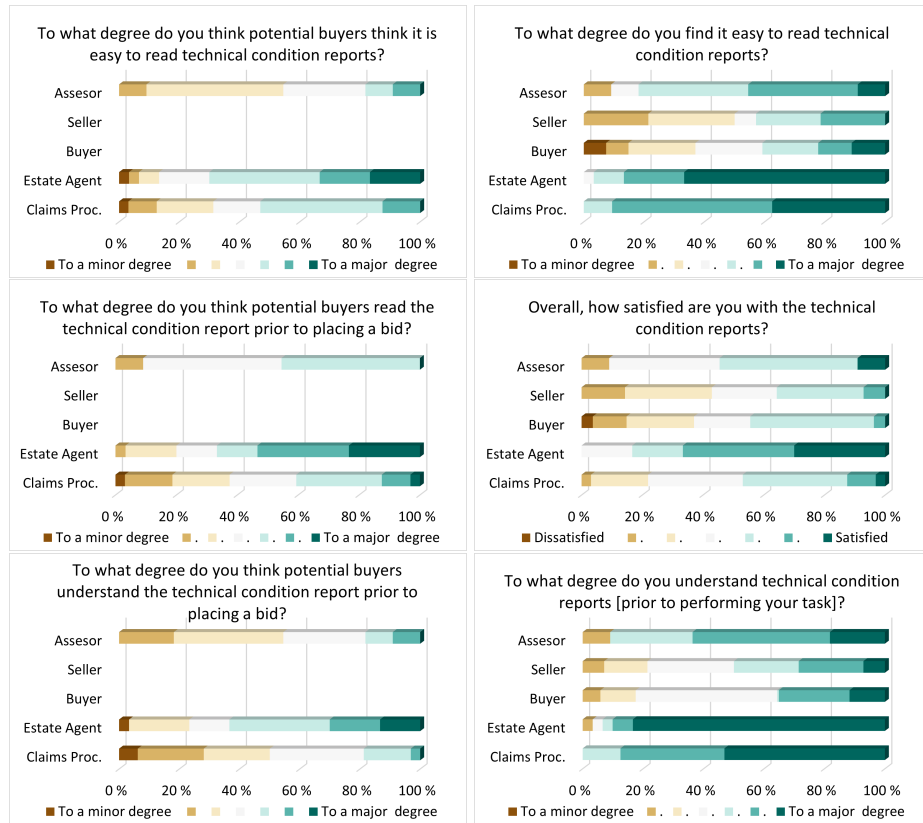 To what degree do you think potential buyers think it is
easy to read technical condition reports?
Assesor
Seller
Buyer
Estate Agent
Claims Proc.
0 % 20 % 40 % 60 % 80 % 100 %
To a minor degree . . . . . To a major degree
To what degree do you find it easy to read technical
condition reports?
Assesor
Seller
Buyer
Estate Agent
Claims Proc.
0 % 20 % 40 % 60 % 80 % 100 %
To a minor degree . . . . . To a major degree
To what degree do you think potential buyers read the
technical condition report prior to placing a bid?
Assesor
Seller
Buyer
Estate Agent
Claims Proc.
0 % 20 % 40 % 60 % 80 % 100 %
To a minor degree . . . . . To a major degree
Overall, how satisfied are you with the technical
condition reports?
Assesor
Seller
Buyer
Estate Agent
Claims Proc.
0 % 20 % 40 % 60 % 80 % 100 %
Dissatisfied . . . . . Satisfied
To what degree do you think potential buyers
understand the technical condition report prior to
placing a bid?
Assesor
Seller
Buyer
Estate Agent
Claims Proc.
0 % 20 % 40 % 60 % 80 % 100 %
To a minor degree . . . . . To a major degree
To what degree do you understand technical condition
reports [prior to performing your task]?
Assesor
Seller
Buyer
Estate Agent
Claims Proc.
0 % 20 % 40 % 60 % 80 % 100 %
To a minor degree . . . . . To a major degree